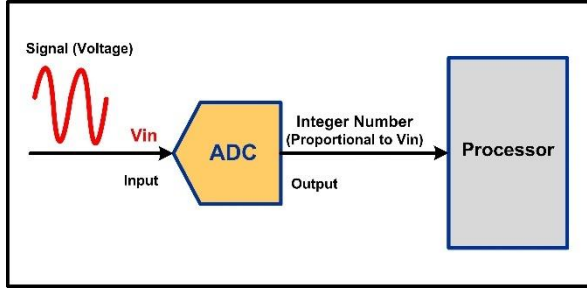 Signal (Voltage)
Vin
Input
ADC
Integer Number
(Proportional to Vin)
Output
Processor